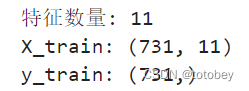 特征数量: 11
X_train: (731, 11)
y_train: (731,)
CSDN @totobey